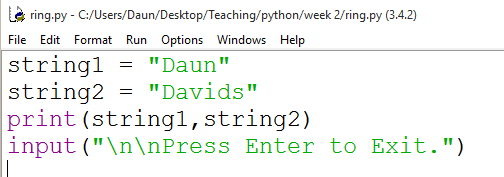 ring.py - C:/Users/Daun/Desktop/Teaching/python/week 2/ring.py (3.4.2)
File Edit Format Run Options Windows Help
string1 = "Daun"
string2 = "Davids"
print(string1,string2)
input("\n\nPress Enter to Exit.")